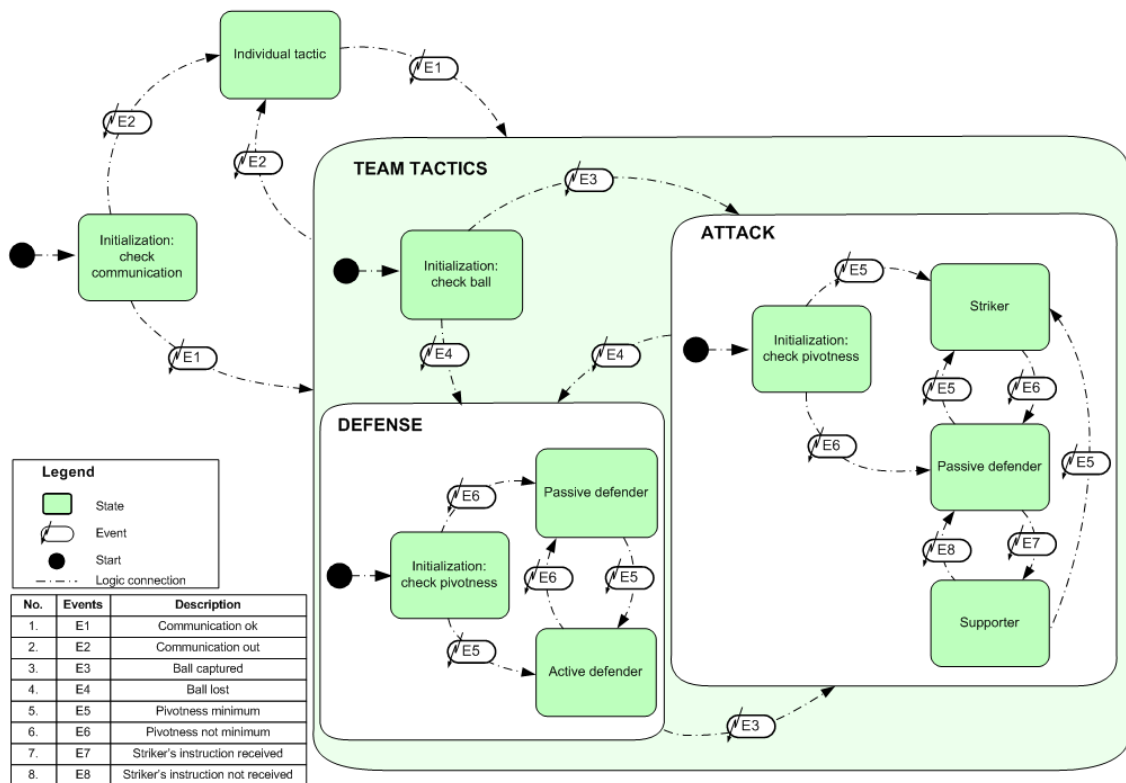 Individual tactic
E1
E2
E2
TEAM TACTICS
E3
Initialization:
check
communication
Initialization:
check ball
ATTACK
E5
Striker
E1
E4
E4
Initialization:
check pivotness
E5
E6
DEFENSE
E6
Passive defender
E5
Legend
State
Event
Start
Logic connection
E6
Passive defender
Initialization:
check pivotness
E6
E5
E8
E7
E5
Active defender
Supporter
E3
No. Events Description
1. E1 Communication ok
2. E2 Communication out
3. E3 Ball captured
4. E4 Ball lost
5. E5 Pivotness minimum
6. E6 Pivotness not minimum
7. E7 Striker's instruction received
8. E8 Striker's instruction not received